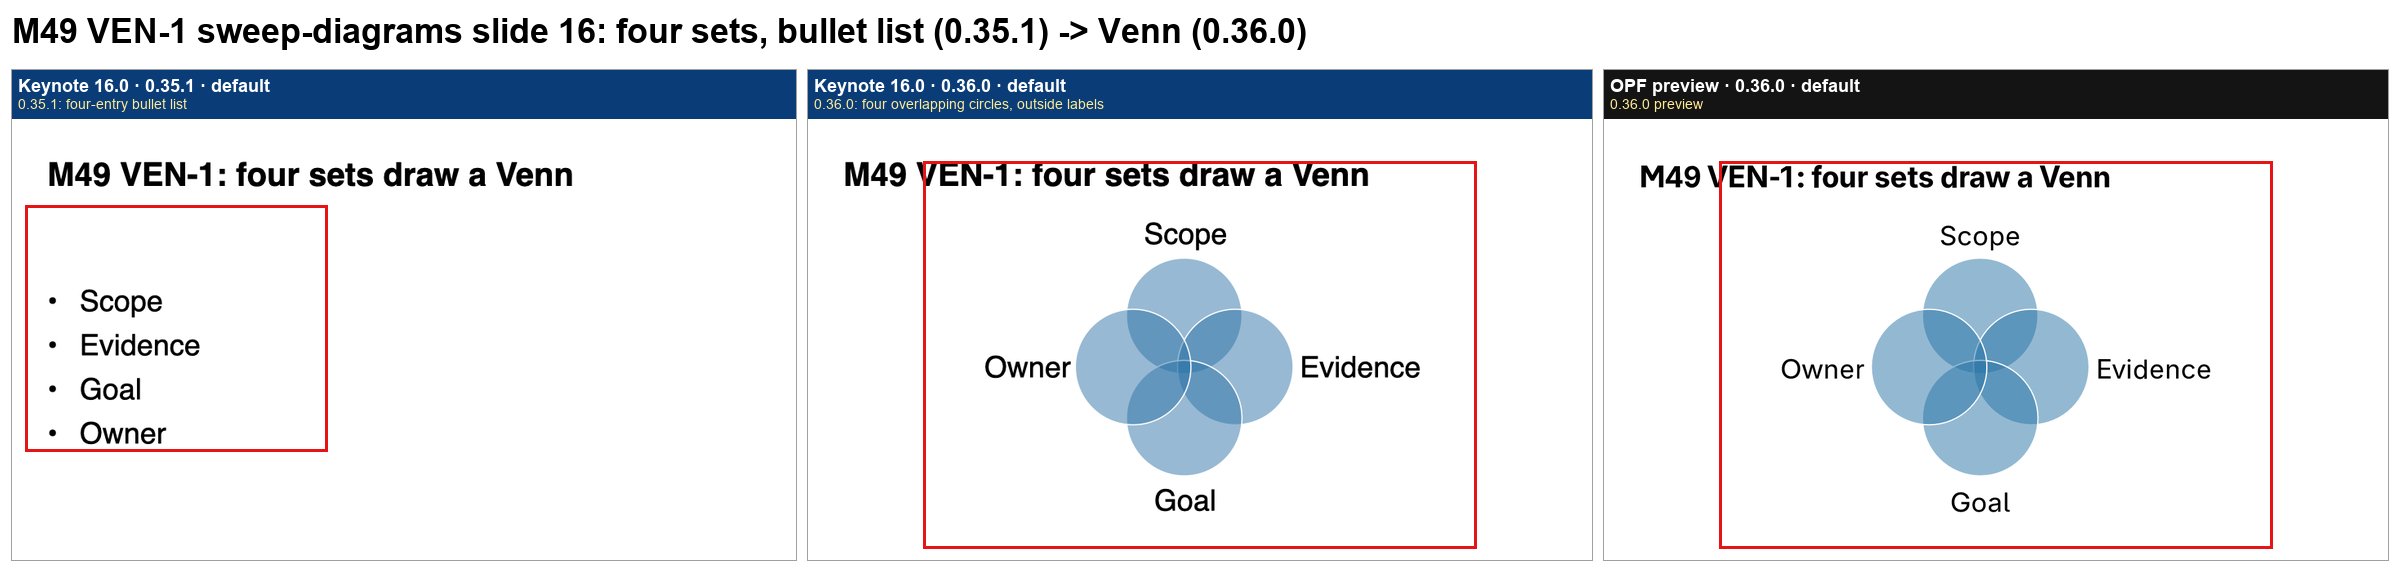 M49 VEN-1 sweep-diagrams slide 16: four sets, bullet list (0.35.1) -> Venn (0.36.0)
Keynote 16.0 · 0.35.1 · default
0.35.1: four-entry bullet list
M49 VEN-1: four sets draw a Venn
• Scope
• Evidence
• Goal
• Owner
Keynote 16.0 · 0.36.0 · default
0.36.0: four overlapping circles, outside labels
M49 VEN-1: four sets draw a Venn
Scope
Owner
Evidence
Goal
OPF preview · 0.36.0 · default
0.36.0 preview
M49 VEN-1: four sets draw a Venn
Scope
Owner
Evidence
Goal